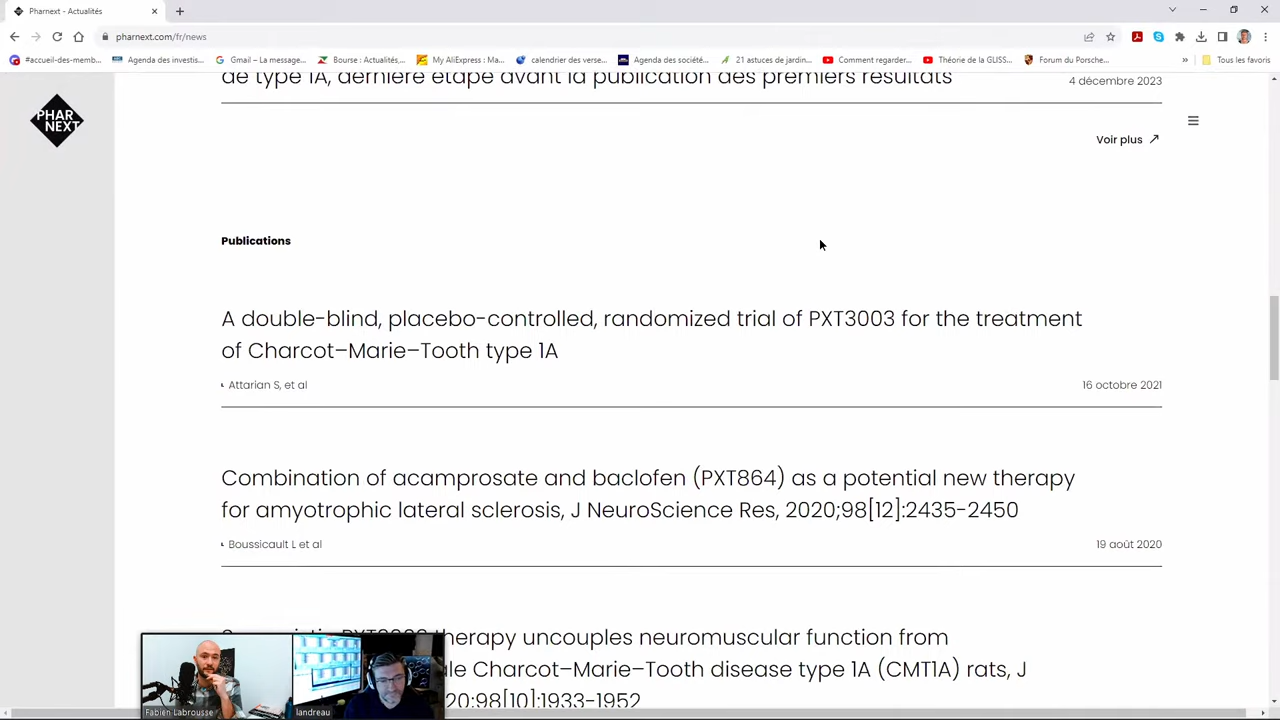 Pharnext - Actualités
pharnext.com/fr/news
#accueil-des-memb...
Agenda des investis...
Gmail – La message...
Bourse : Actualités,...
My AliExpress : Ma...
calendrier des verse...
Agenda des société...
21 astuces de jardin...
Comment regarder...
Théorie de la GLISS...
Forum du Porsche...
»
Tous les favoris
de type 1A, dernière étape avant la publication des premiers résultats
4 décembre 2023
PHAR
NEXT
Voir plus
Publications
A double-blind, placebo-controlled, randomized trial of PXT3003 for the treatment
of Charcot–Marie–Tooth type 1A
Attarian S, et al
16 octobre 2021
Combination of acamprosate and baclofen (PXT864) as a potential new therapy
for amyotrophic lateral sclerosis, J NeuroScience Res, 2020;98[12]:2435-2450
Boussicault L et al
19 août 2020
therapy uncouples neuromuscular function from
Charcot–Marie–Tooth disease type 1A (CMT1A) rats, J
20;98[10]:1933-1952
Fabien Labrousse
landreau